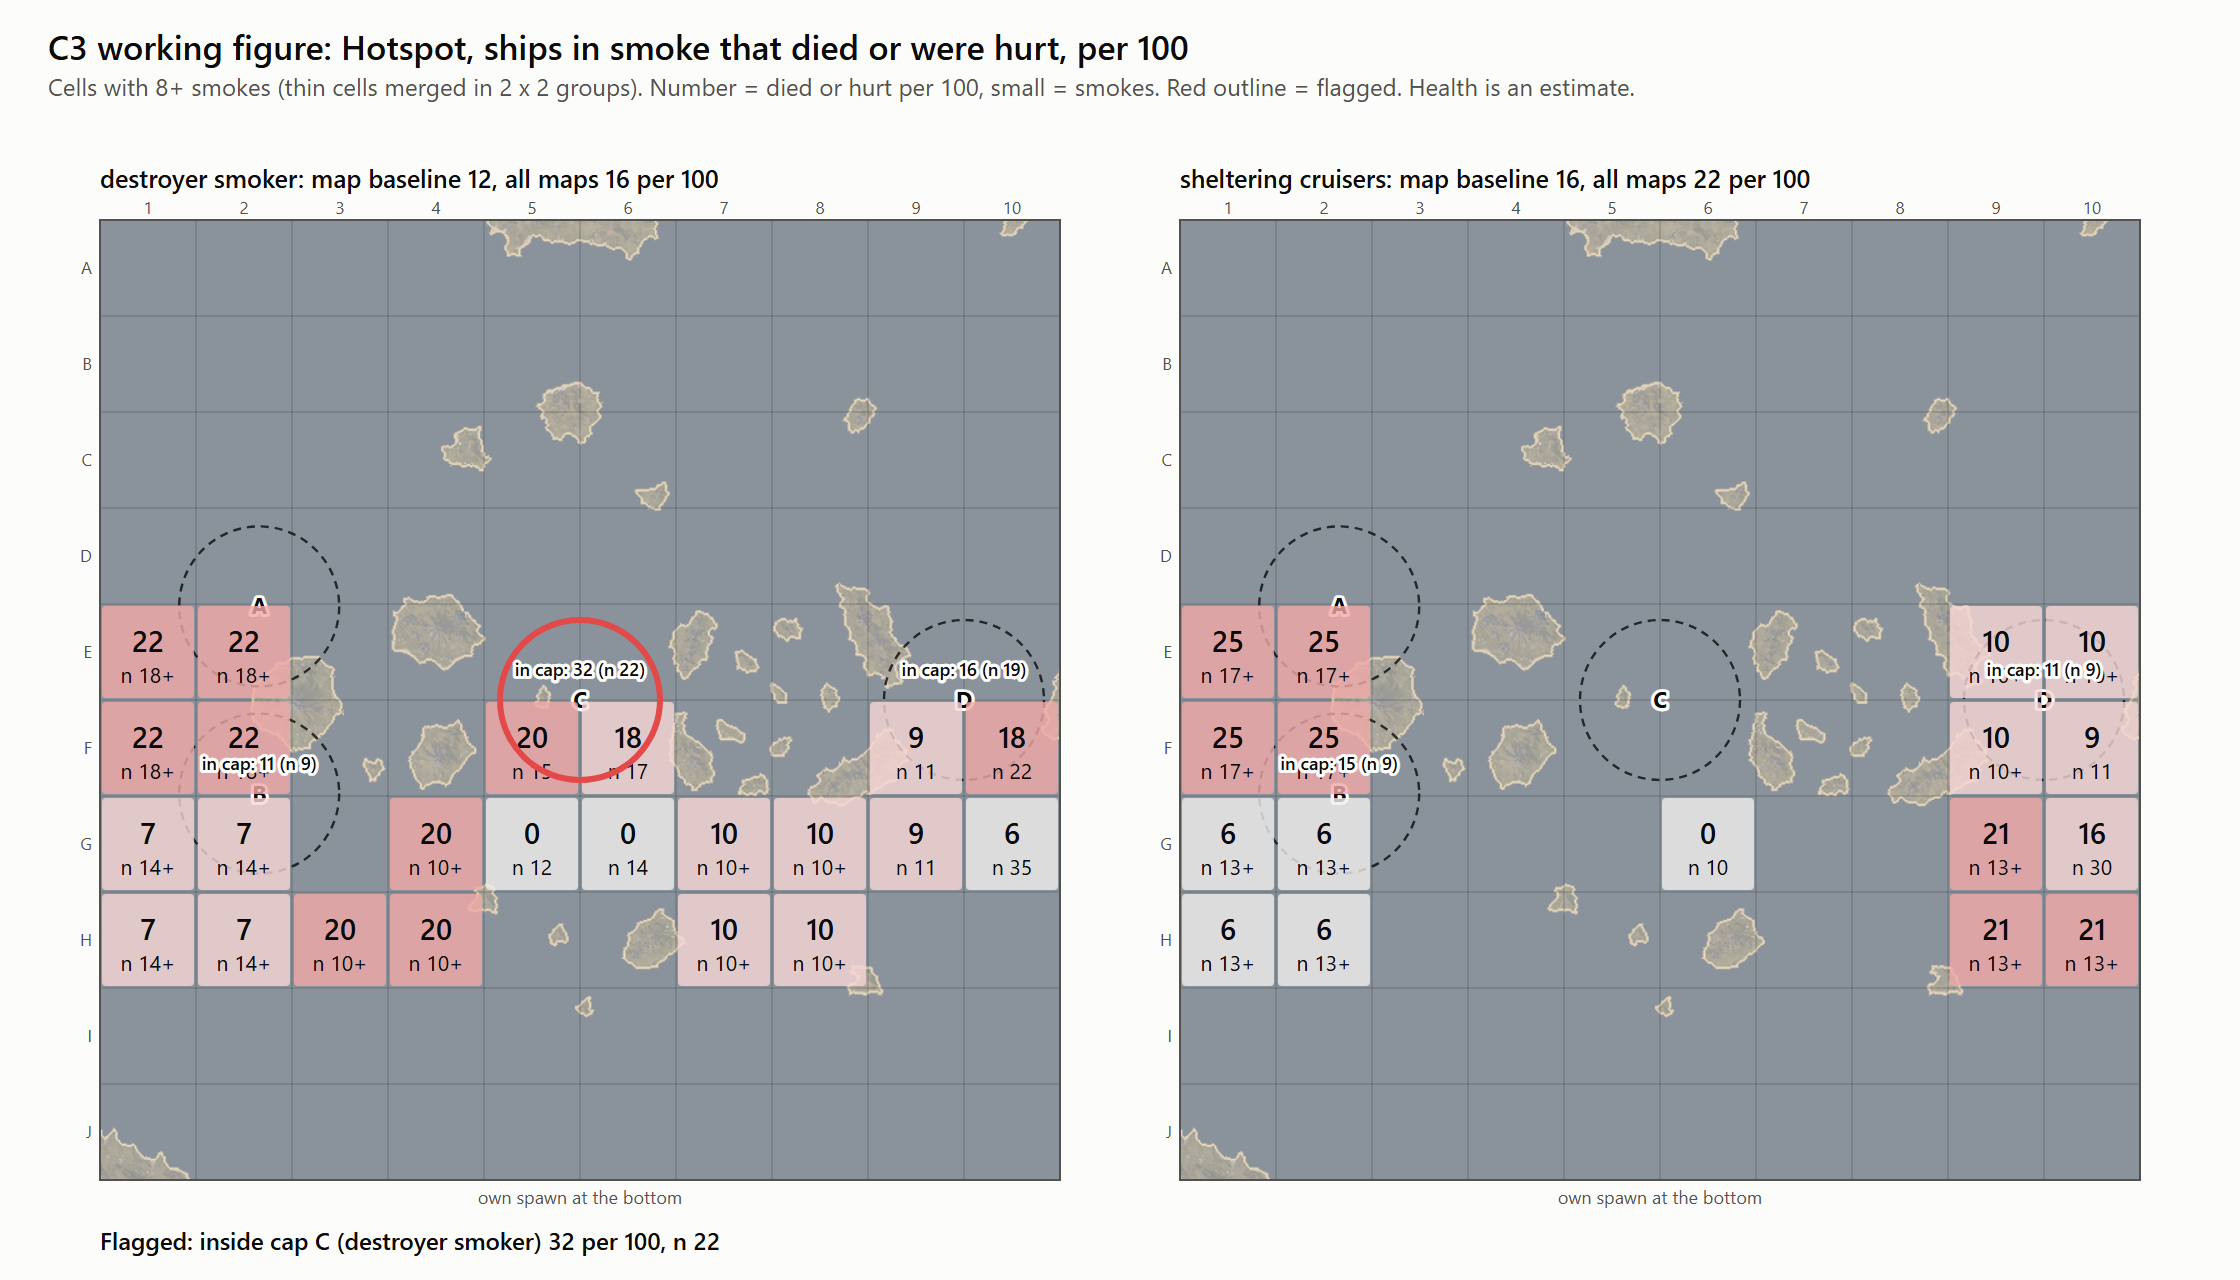 C3 working figure: Hotspot, ships in smoke that died or were hurt, per 100
Cells with 8+ smokes (thin cells merged in 2 x 2 groups). Number = died or hurt per 100, small = smokes. Red outline = flagged. Health is an estimate.
destroyer smoker: map baseline 12, all maps 16 per 100
1 2 3 4 5 6 7 8 9 10
A
B
C
D
A
E
22 22
n 18+ n 18+
in cap: 32 (n 22)
in cap: 16 (n 19)
C
D
F
22 22 20 18 9 18
n 18+ n 15 n 17 n 11 n 22
in cap: 11 (n 9)
B
G
7 7 20 0 0 10 10 9 6
n 14+ n 14+ n 10+ n 12 n 14 n 10+ n 10+ n 11 n 35
H
7 7 20 20 10 10
n 14+ n 14+ n 10+ n 10+ n 10+ n 10+
I
J
own spawn at the bottom
Flagged: inside cap C (destroyer smoker) 32 per 100, n 22
sheltering cruisers: map baseline 16, all maps 22 per 100
1 2 3 4 5 6 7 8 9 10
A
B
C
D
A
E
25 25 10 10
n 17+ n 17+
in cap: 11 (n 9)
C
D
F
25 25 10 9
n 17+ n 10+ n 11
in cap: 15 (n 9)
B
G
6 6 0 21 16
n 13+ n 13+ n 10 n 13+ n 30
H
6 6 21 21
n 13+ n 13+ n 13+ n 13+
I
J
own spawn at the bottom